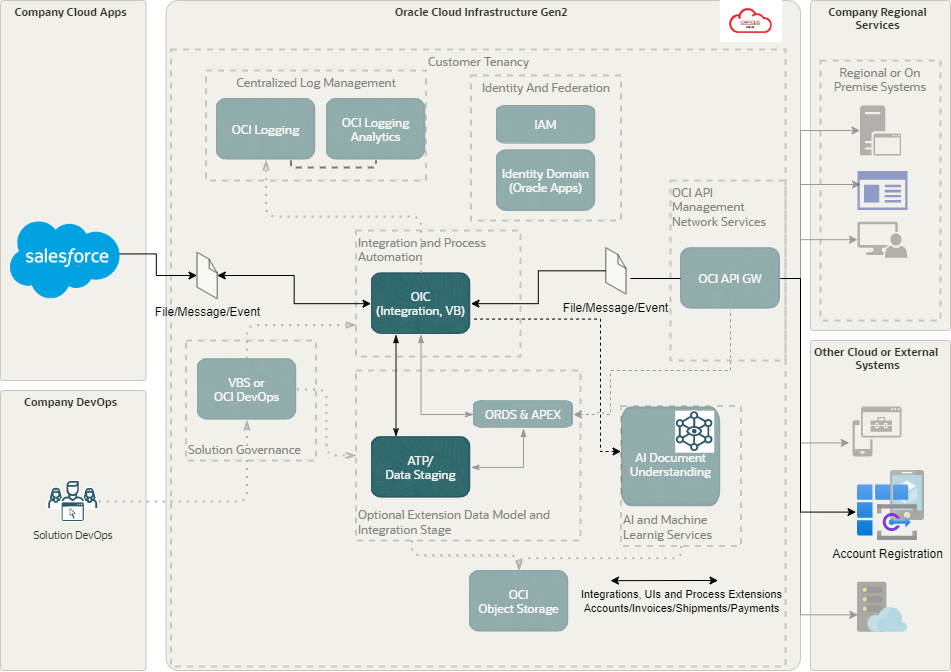 Company Cloud Apps
Oracle Cloud Infrastructure Gen2
Company Regional
Services
Customer Tenancy
Centralized Log Management
OCI Logging
OCI Logging
Analytics
Identity And Federation
IAM
Identity Domain
(Oracle Apps)
Regional or On
Premise Systems
OCI API
Management
Network Services
OCI API GW
salesforce
File/Message/Event
Integration and Process
Automation
OIC
(Integration, VB)
File/Message/Event
VBS or
OCI DevOps
Solution Governance
Company DevOps
Solution DevOps
ORDS & APEX
ATP/
Data Staging
Optional Extension Data Model and
Integration Stage
AI Document
Understanding
AI and Machine
Learnig Services
OCI
Object Storage
Integrations, UIs and Process Extensions
Accounts/Invoices/Shipments/Payments
Other Cloud or External
Systems
Account Registration